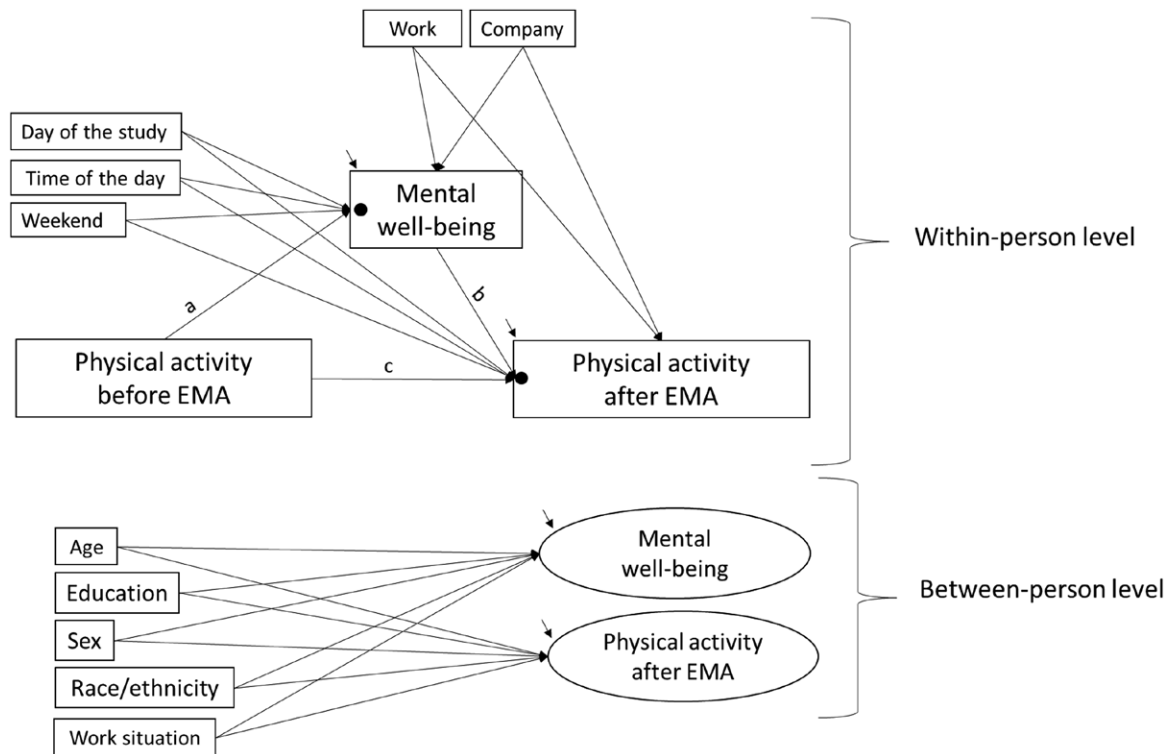 Work
Company
Day of the study
Time of the day
Weekend
Mental
well-being
Within-person level
a
b
Physical activity
before EMA
c
Physical activity
after EMA
Age
Education
Sex
Race/ethnicity
Work situation
Mental
well-being
Physical activity
after EMA
Between-person level